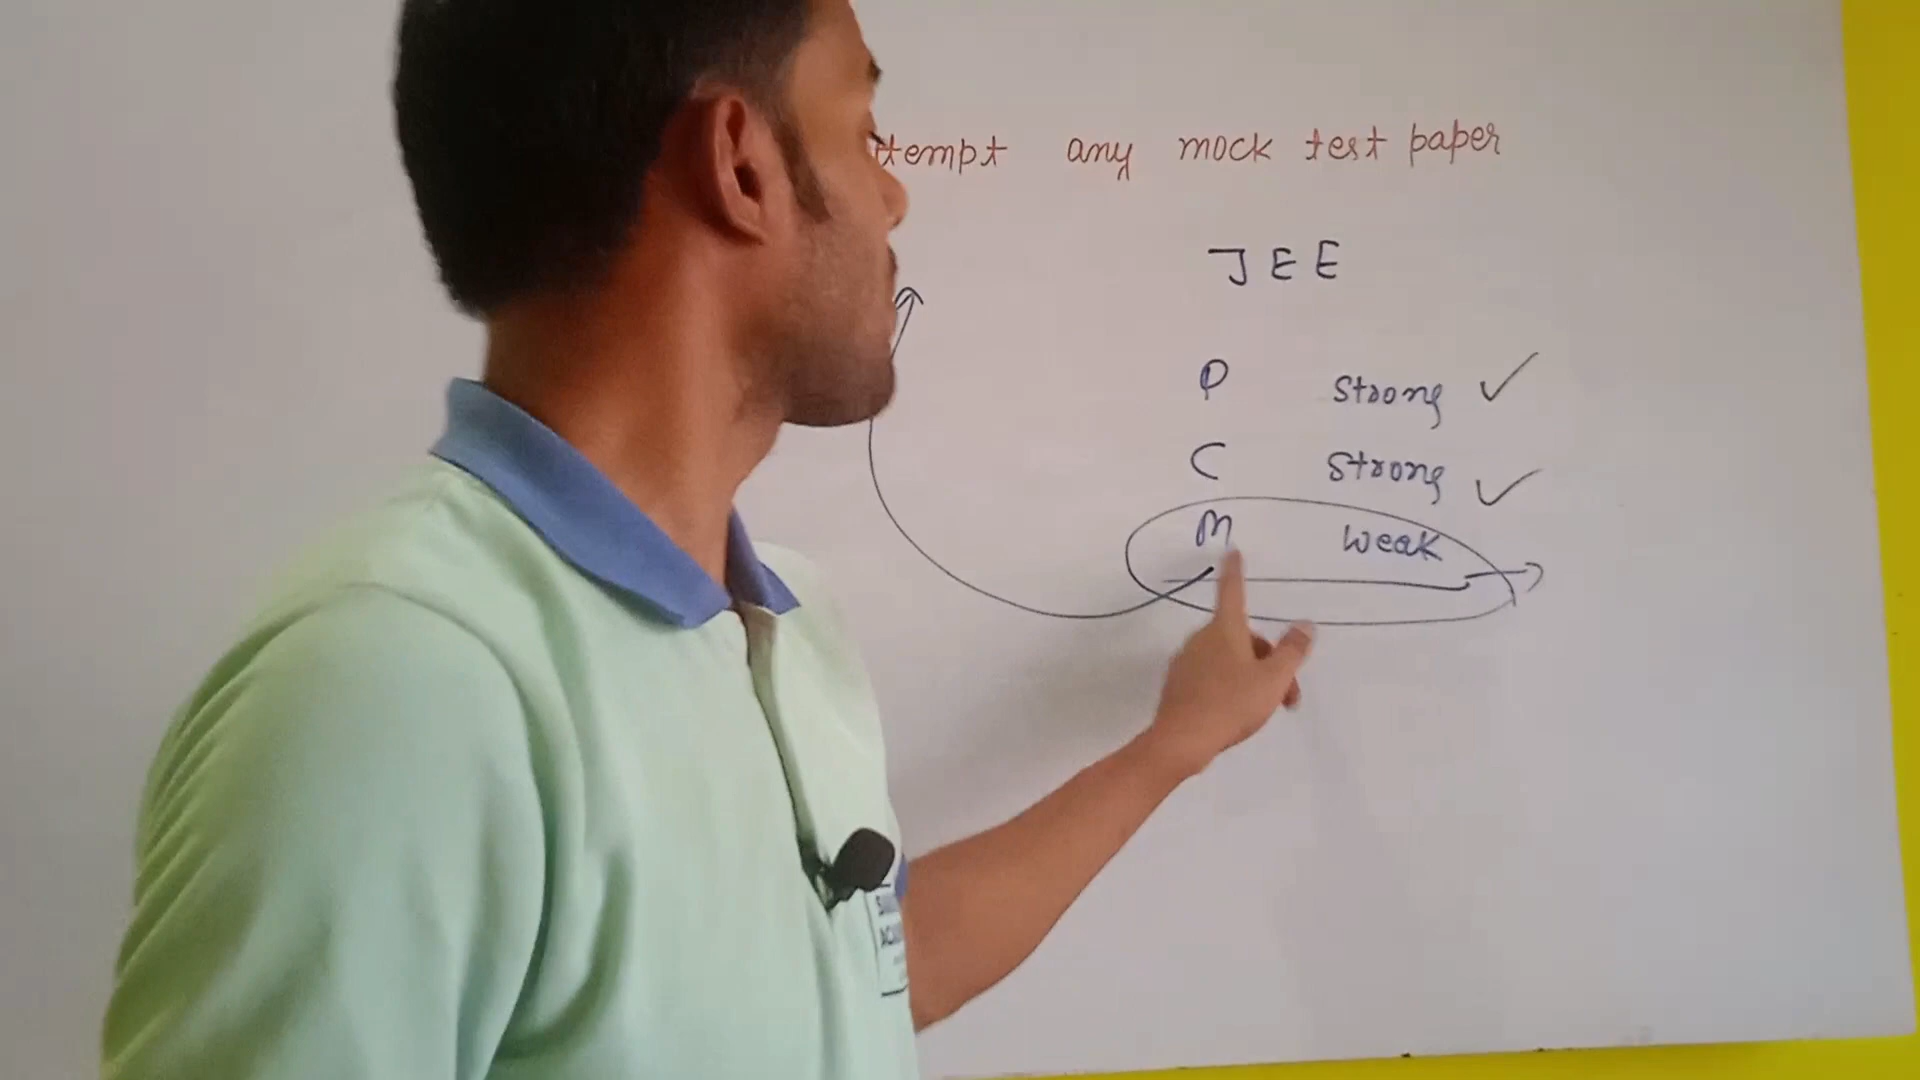 ttempt any mock test paper
JEE
P Strong ✓
C Strong ✓
M Weak